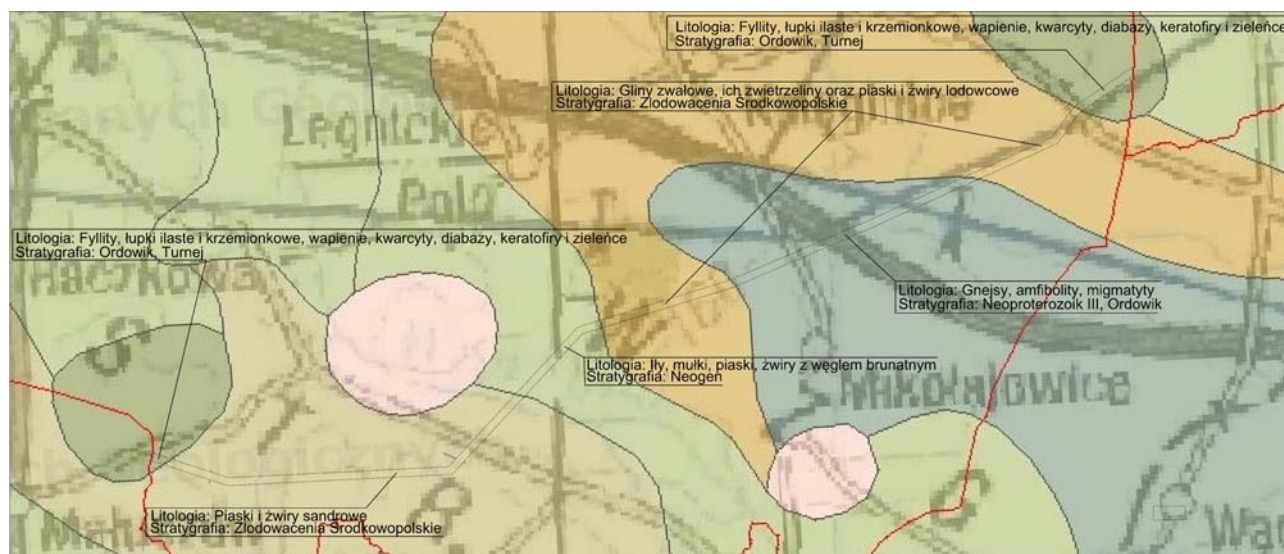 Litologia: Fyllity, łupki ilaste i krzemionkowe, wapienie, kwarcyty, diabazy, keratofiry i zieleńce
Stratygrafia: Ordowik, Turnej
Litologia: Gliny zwałowe, ich zwietrzeliny oraz piaski i żwiry lodowcowe
Stratygrafia: Zlodowacenia Środkowopolskie
Legnickie
Pole
Litologia: Fyllity, łupki ilaste i krzemionkowe, wapienie, kwarcyty, diabazy, keratofiry i zieleńce
Stratygrafia: Ordowik, Turnej
Litologia: Gnejsy, amfibolity, migmatyty
Stratygrafia: Neoproterozoik III, Ordowik
Litologia: Iły, mułki, piaski, żwiry z węglem brunatnym
Stratygrafia: Neogen
Mikołajowice
Litologia: Piaski i żwiry sandrowe
Stratygrafia: Zlodowacenia Środkowopolskie